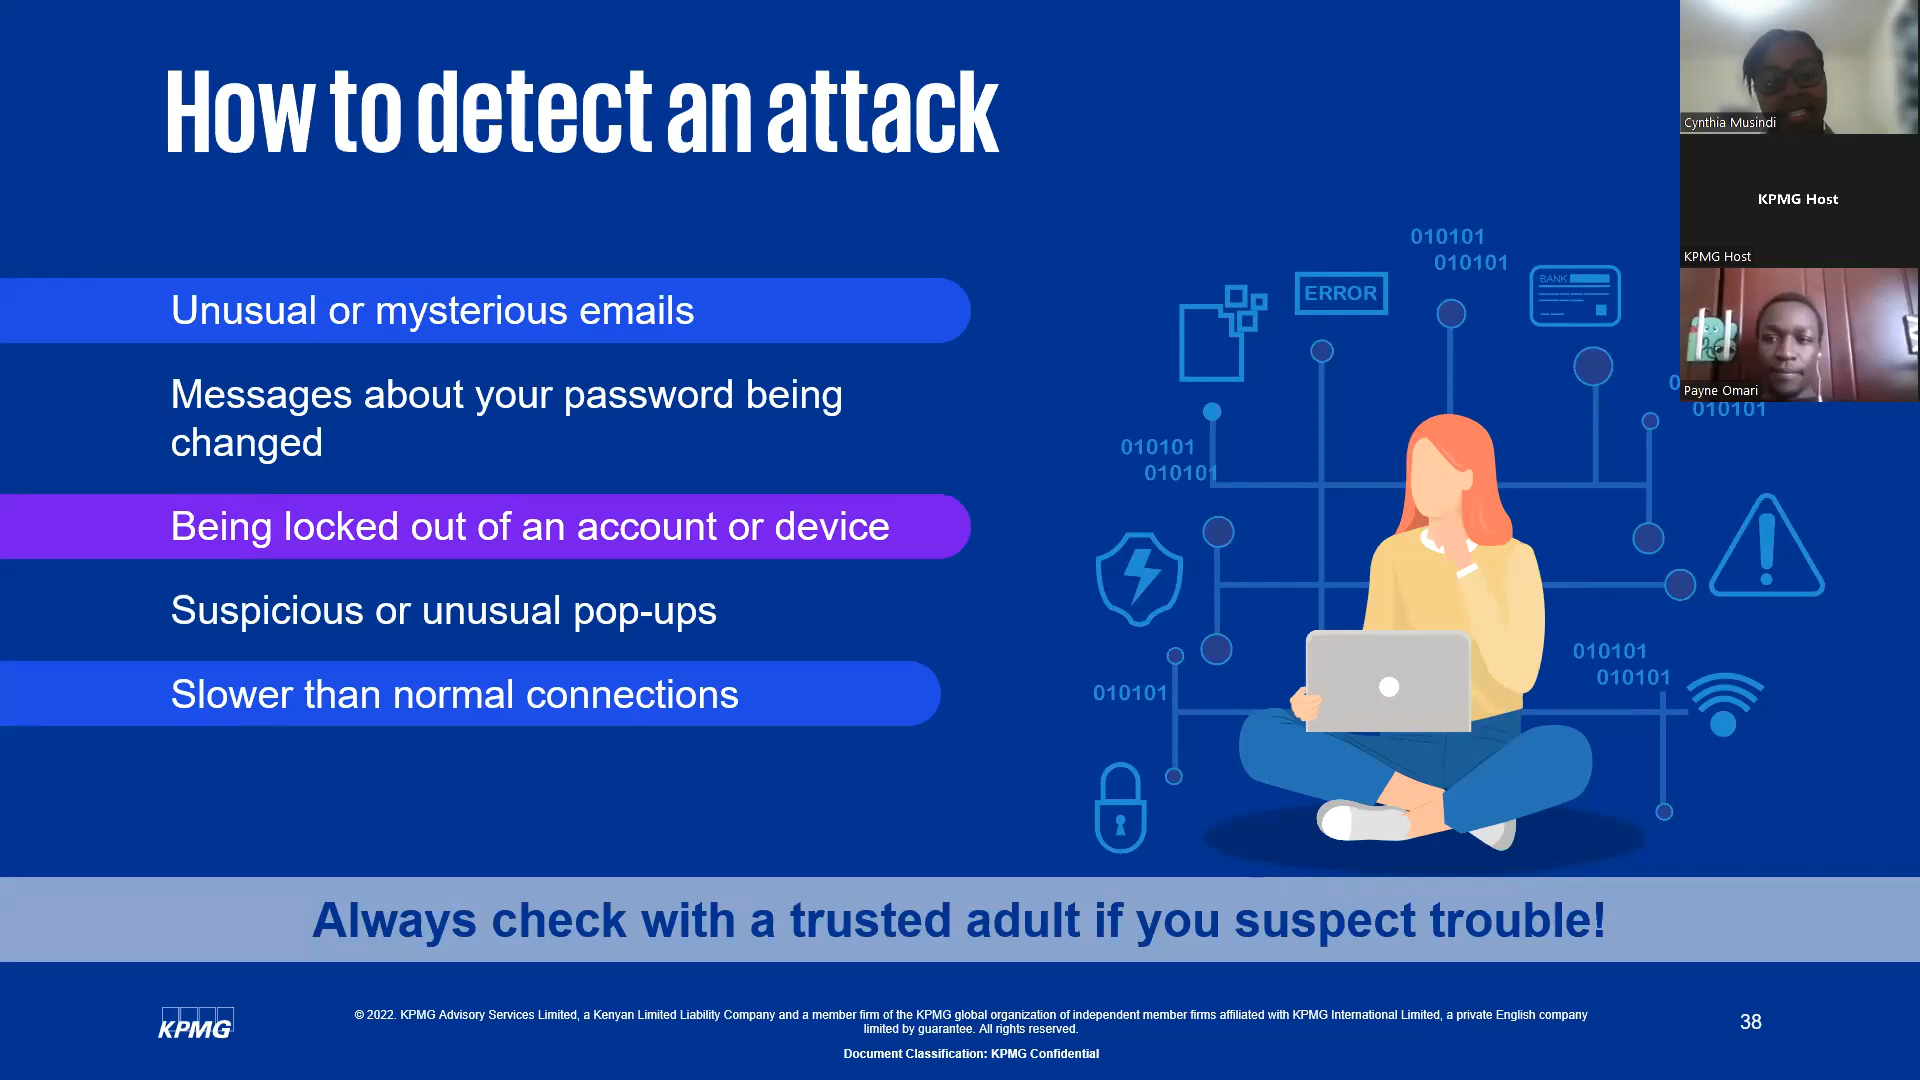 How to detect an attack
Unusual or mysterious emails
Messages about your password being
changed
Being locked out of an account or device
Suspicious or unusual pop-ups
Slower than normal connections
010101
010101
ERROR
BANK
0
010101
010101
010101
010101
010101
010101
Cynthia Musindi
KPMG Host
KPMG Host
Payne Omari
Always check with a trusted adult if you suspect trouble!
KPMG
© 2022. KPMG Advisory Services Limited, a Kenyan Limited Liability Company and a member firm of the KPMG global organization of independent member firms affiliated with KPMG International Limited, a private English company
limited by guarantee. All rights reserved.
Document Classification: KPMG Confidential
38